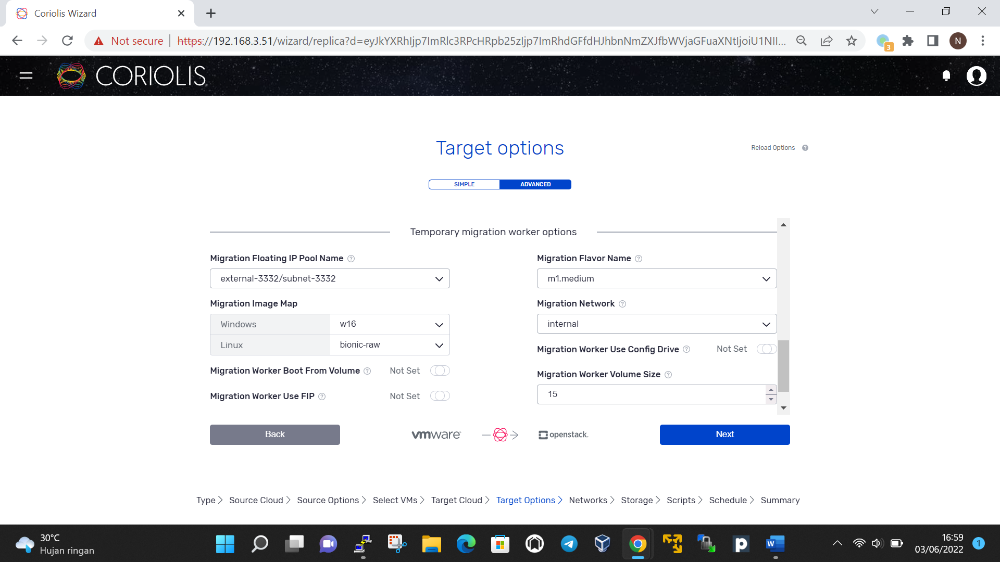 Coriolis Wizard
Not secure
https://192.168.3.51/wizard/replica?d=eyJkYXRhIjp7ImRlc3RPcHRpb25zIjp7ImRhdGFfdHJhbnNmZXJfbWVjaGFuaXNtIjoiU1NII...
3
N
CORIOLIS
Target options
Reload Options ?
SIMPLE ADVANCED
Temporary migration worker options
Migration Floating IP Pool Name ?
external-3332/subnet-3332
Migration Flavor Name ?
m1.medium
Migration Image Map
Windows w16
Linux bionic-raw
Migration Network ?
internal
Migration Worker Use Config Drive ? Not Set
Migration Worker Boot From Volume ? Not Set
Migration Worker Volume Size ?
15
Migration Worker Use FIP ? Not Set
Back
vmware
openstack.
Next
Type > Source Cloud > Source Options > Select VMs > Target Cloud > Target Options > Networks > Storage > Scripts > Schedule > Summary
30°C
Hujan ringan
P
W
16:59
03/06/2022
1